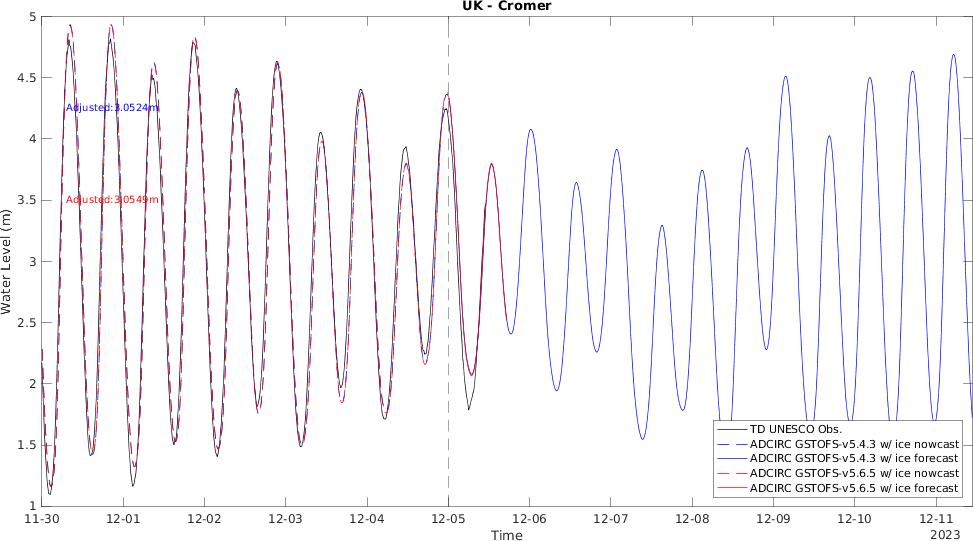 UK - Cromer
5
4.5
4
3.5
3
2.5
2
1.5
1
Water Level (m)
Adjusted:3.0524m
Adjusted:3.0549m
TD UNESCO Obs.
ADCIRC GSTOFS-v5.4.3 w/ ice nowcast
ADCIRC GSTOFS-v5.4.3 w/ ice forecast
ADCIRC GSTOFS-v5.6.5 w/ ice nowcast
ADCIRC GSTOFS-v5.6.5 w/ ice forecast
11-30 12-01 12-02 12-03 12-04 12-05 12-06 12-07 12-08 12-09 12-10 12-11
2023
Time